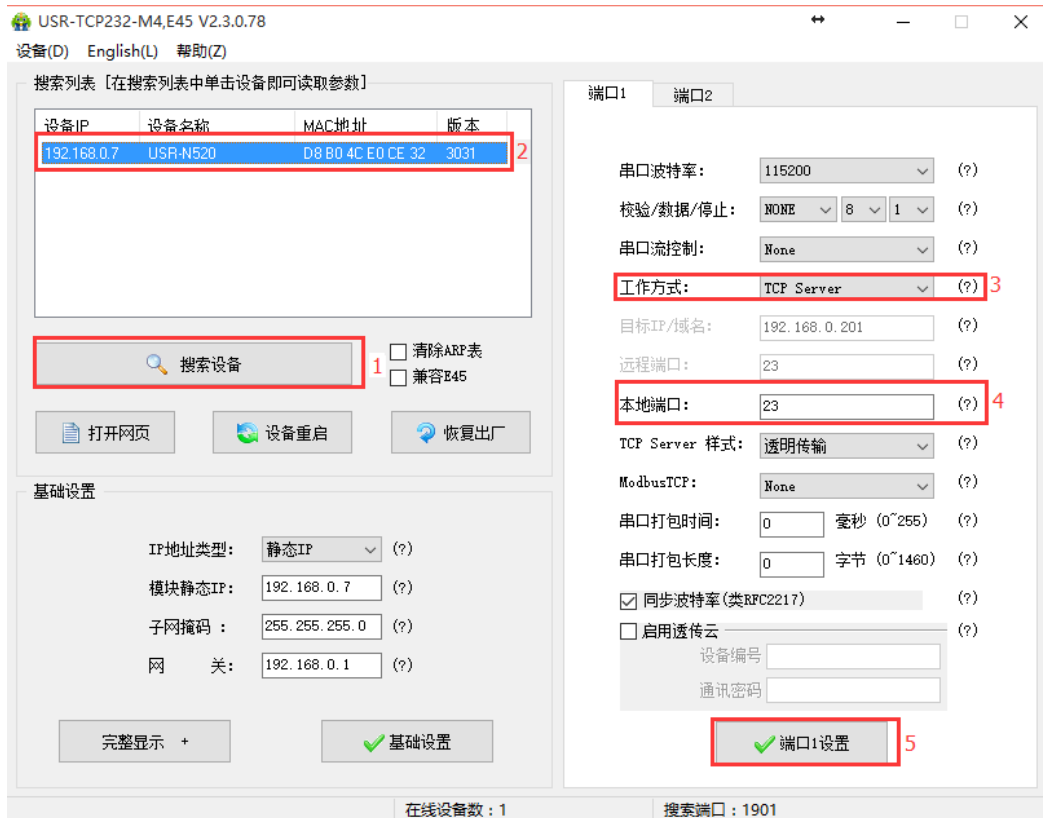 USR-TCP232-M4,E45 V2.3.0.78
设备(D) English(L) 帮助(Z)
搜索列表 [在搜索列表中单击设备即可读取参数]
设备IP 设备名称 MAC地址 版本
192.168.0.7 USR-N520 D8 B0 4C E0 CE 32 3031 2
搜索设备 1
清除ARP表
兼容E45
打开网页 设备重启 恢复出厂
基础设置
IP地址类型: 静态IP (?)
模块静态IP: 192.168.0.7 (?)
子网掩码 : 255.255.255.0 (?)
网 关: 192.168.0.1 (?)
完整显示 + 基础设置
端口1 端口2
串口波特率: 115200 (?)
校验/数据/停止: NONE 8 1 (?)
串口流控制: None (?)
工作方式: TCP Server (?) 3
目标IP/域名: 192.168.0.201 (?)
远程端口: 23 (?)
本地端口: 23 (?) 4
TCP Server 样式: 透明传输 (?)
ModbusTCP: None (?)
串口打包时间: 0 毫秒 (0~255) (?)
串口打包长度: 0 字节 (0~1460) (?)
同步波特率(类RFC2217) (?)
启用透传云 (?)
设备编号
通讯密码
端口1设置 5
在线设备数:1 搜索端口:1901